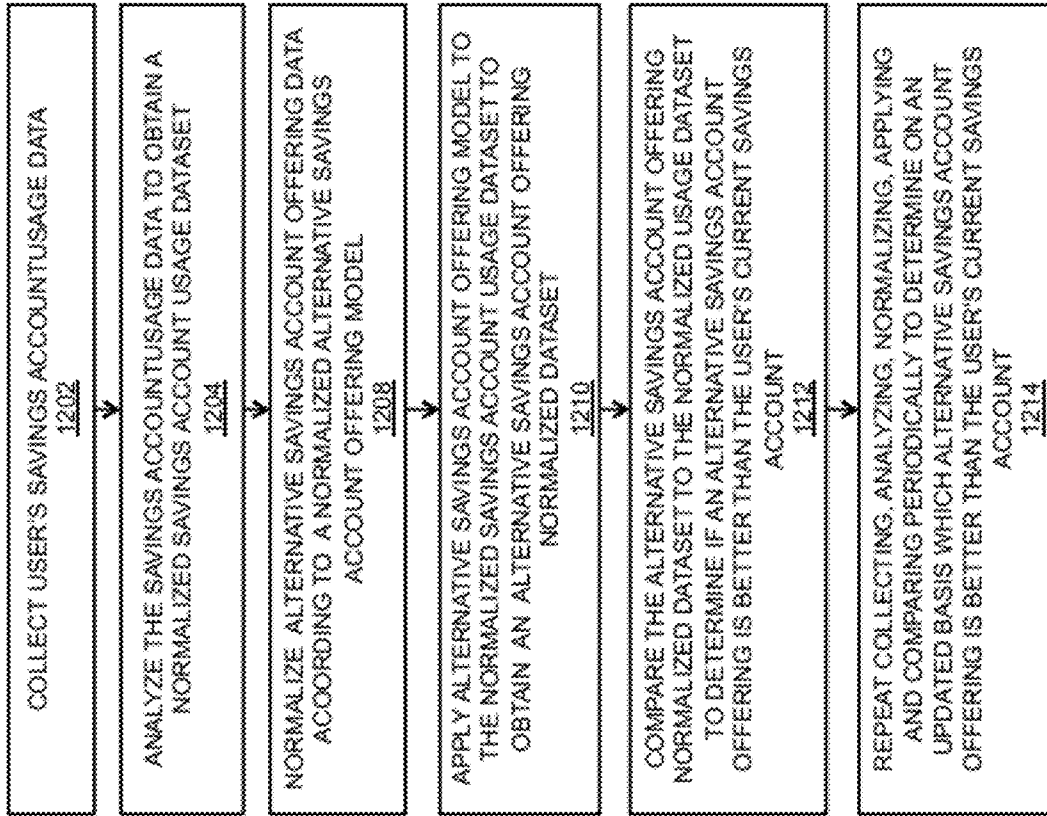 COLLECT USER'S SAVINGS ACCOUNTUSAGE DATA
1202
ANALYZE THE SAVINGS ACCOUNTUSAGE DATA TO OBTAIN A
NORMALIZED SAVINGS ACCOUNT USAGE DATASET
1204
NORMALIZE ALTERNATIVE SAVINGS ACCOUNT OFFERING DATA
ACCORDING TO A NORMALIZED ALTERNATIVE SAVINGS
ACCOUNT OFFERING MODEL
1208
APPLY ALTERNATIVE SAVINGS ACCOUNT OFFERING MODEL TO
THE NORMALIZED SAVINGS ACCOUNT USAGE DATASET TO
OBTAIN AN ALTERNATIVE SAVINGS ACCOUNT OFFERING
NORMALIZED DATASET
1210
COMPARE THE ALTERNATIVE SAVINGS ACCOUNT OFFERING
NORMALIZED DATASET TO THE NORMALIZED USAGE DATASET
TO DETERMINE IF AN ALTERNATIVE SAVINGS ACCOUNT
OFFERING IS BETTER THAN THE USER'S CURRENT SAVINGS
ACCOUNT
1212
REPEAT COLLECTING, ANALYZING, NORMALIZING, APPLYING
AND COMPARING PERIODICALLY TO DETERMINE ON AN
UPDATED BASIS WHICH ALTERNATIVE SAVINGS ACCOUNT
OFFERING IS BETTER THAN THE USER'S CURRENT SAVINGS
ACCOUNT
1214